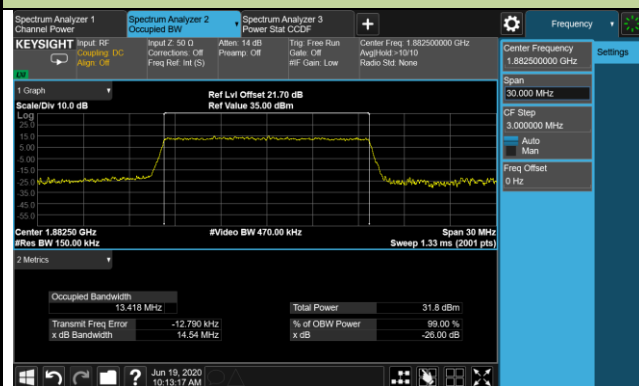 Spectrum Analyzer 1
Channel Power
Spectrum Analyzer 2
Occupied BW
Spectrum Analyzer 3
Power Stat CCDF
+
Frequency
KEYSIGHT
Input: RF
Coupling: DC
Align: Off
Input Z: 50 Ω
Corrections: Off
Freq Ref: Int (S)
Atten: 14 dB
Preamp: Off
Trig: Free Run
Gate: Off
#IF Gain: Low
Center Freq: 1.882500000 GHz
Avg|Hold:>10/10
Radio Std: None
LXI
Center Frequency
1.882500000 GHz
Settings
Span
30.000 MHz
CF Step
3.000000 MHz
Auto
Man
Freq Offset
0 Hz
1 Graph
Scale/Div 10.0 dB
Ref Lvl Offset 21.70 dB
Ref Value 35.00 dBm
Log
25.0
15.0
5.00
-5.00
-15.0
-25.0
-35.0
-45.0
-55.0
Center 1.88250 GHz
#Res BW 150.00 kHz
#Video BW 470.00 kHz
Span 30 MHz
Sweep 1.33 ms (2001 pts)
2 Metrics
Occupied Bandwidth
13.418 MHz
Total Power 31.8 dBm
Transmit Freq Error -12.790 kHz
% of OBW Power 99.00 %
x dB Bandwidth 14.54 MHz
x dB -26.00 dB
?
Jun 19, 2020
10:13:17 AM